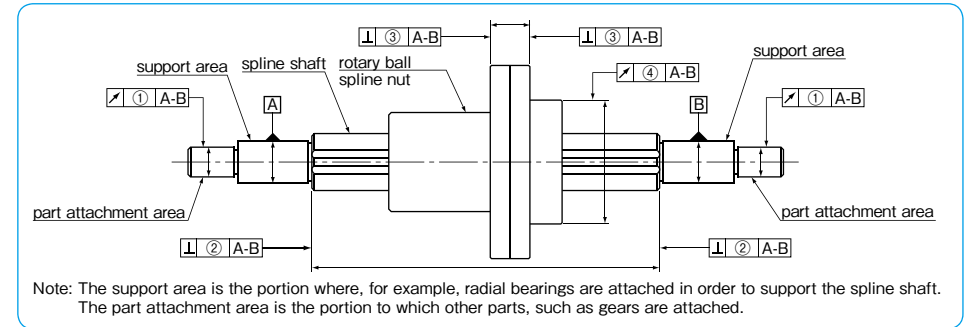 ⊥ ③ A-B
⊥ ③ A-B
support area
spline shaft
rotary ball
spline nut
support area
↗ ① A-B
A
↗ ④ A-B
B
↗ ① A-B
part attachment area
part attachment area
⊥ ② A-B
⊥ ② A-B
Note: The support area is the portion where, for example, radial bearings are attached in order to support the spline shaft.
The part attachment area is the portion to which other parts, such as gears are attached.